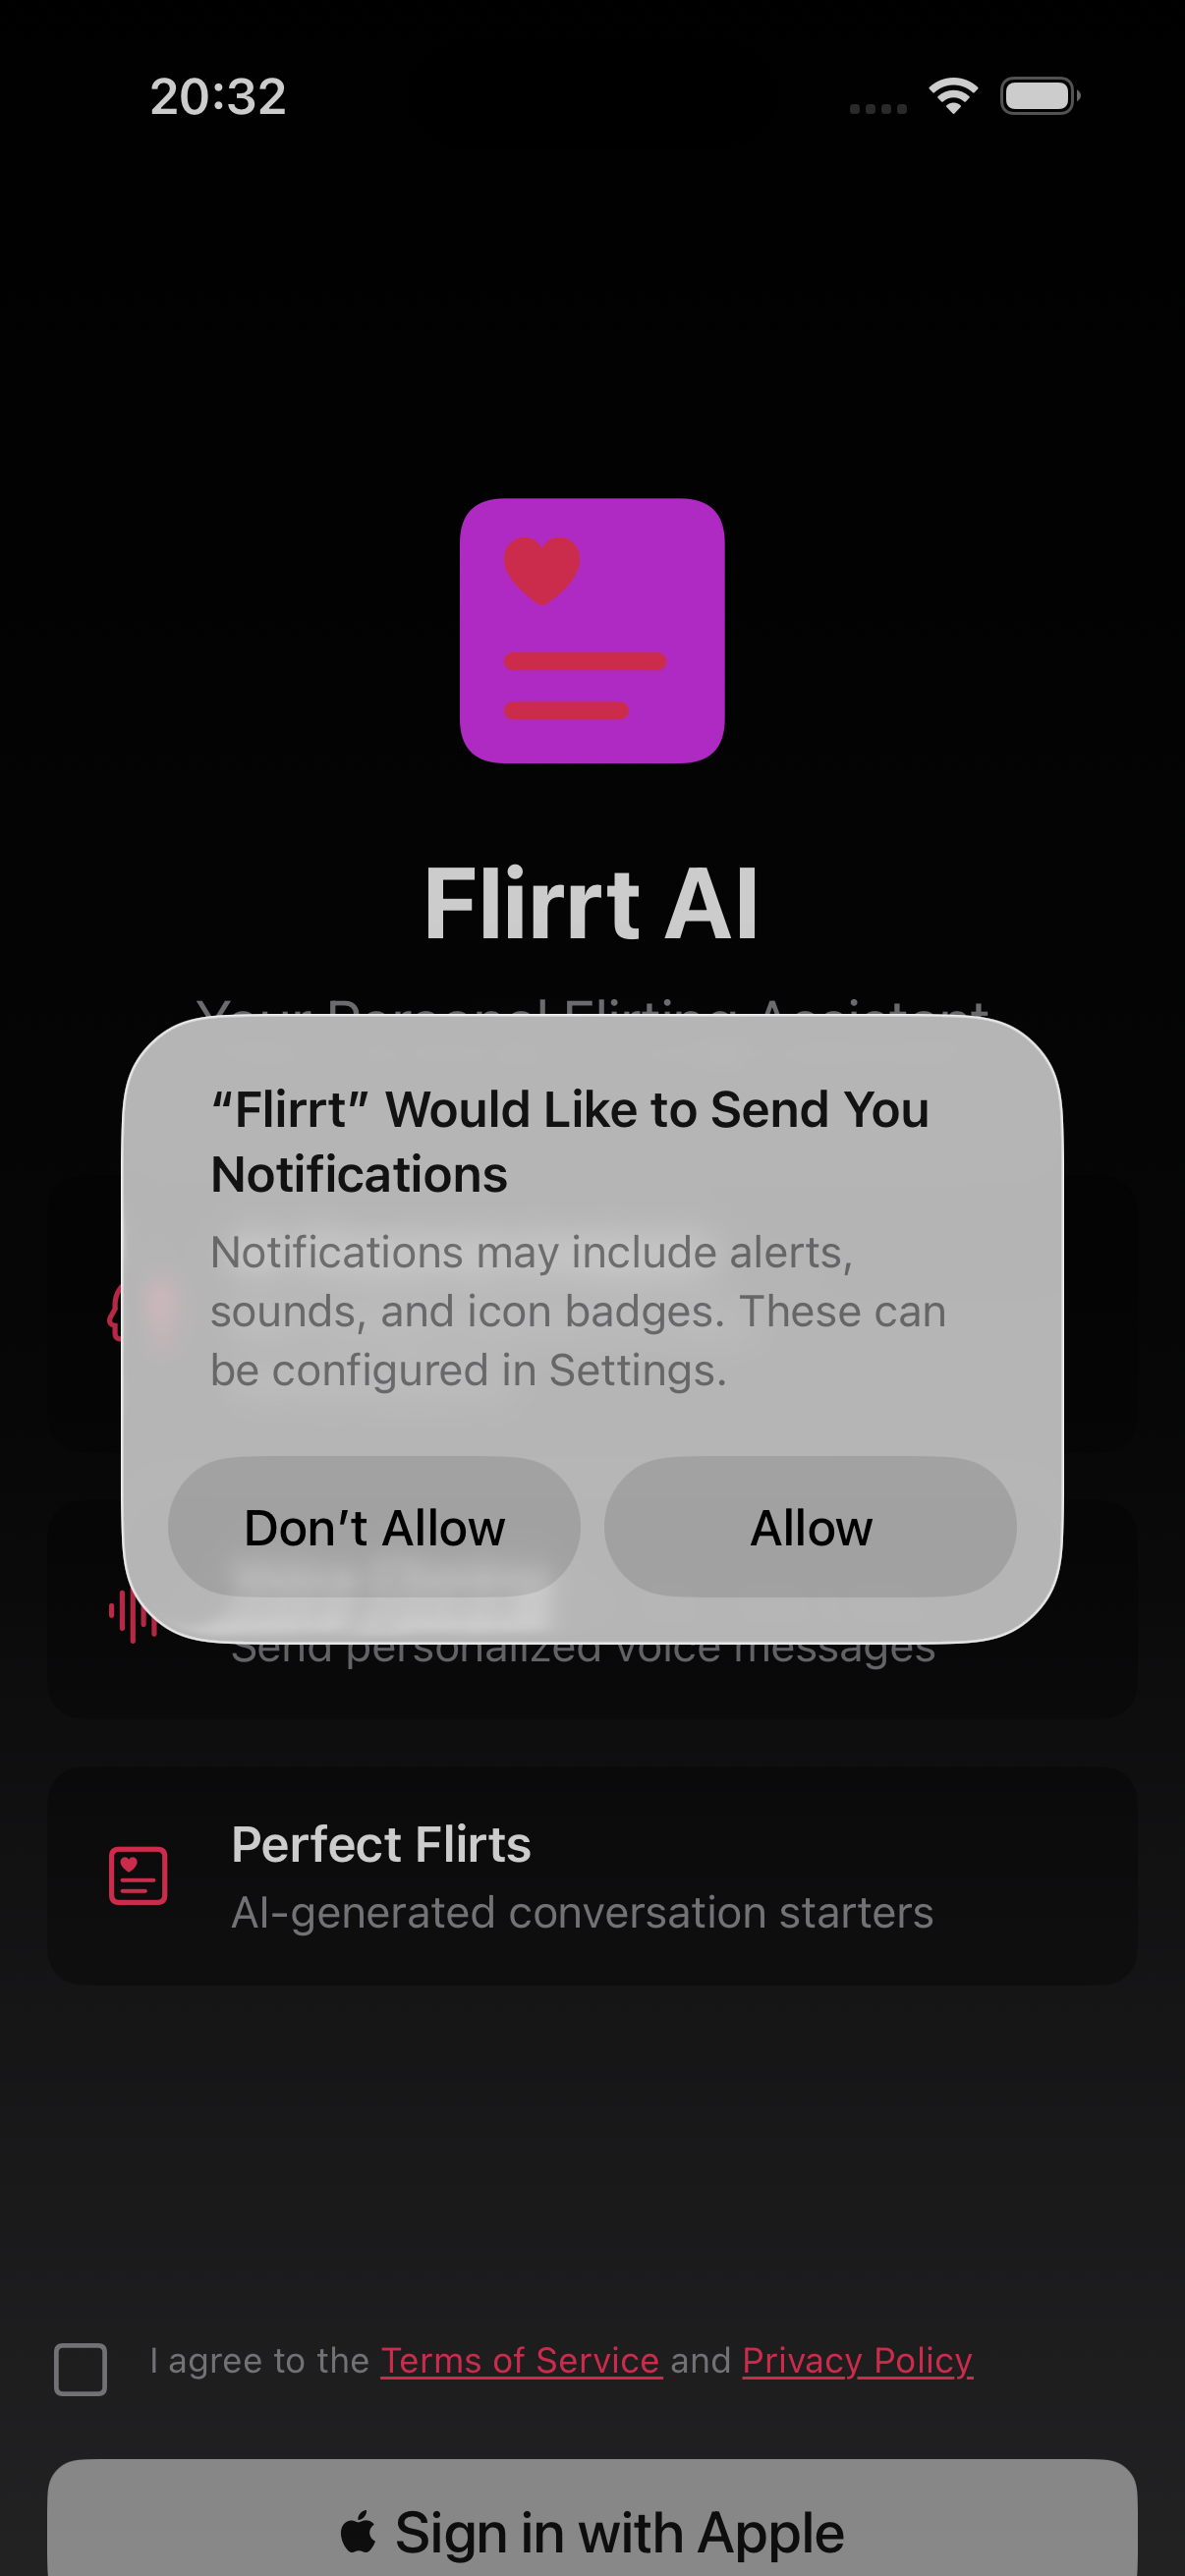 20:32
Flirrt AI
Your Personal Flirting Assistant
“Flirrt” Would Like to Send You
Notifications
Notifications may include alerts,
sounds, and icon badges. These can
be configured in Settings.
Don’t Allow
Allow
Send personalized voice messages
Perfect Flirts
AI-generated conversation starters
I agree to the Terms of Service and Privacy Policy
Sign in with Apple